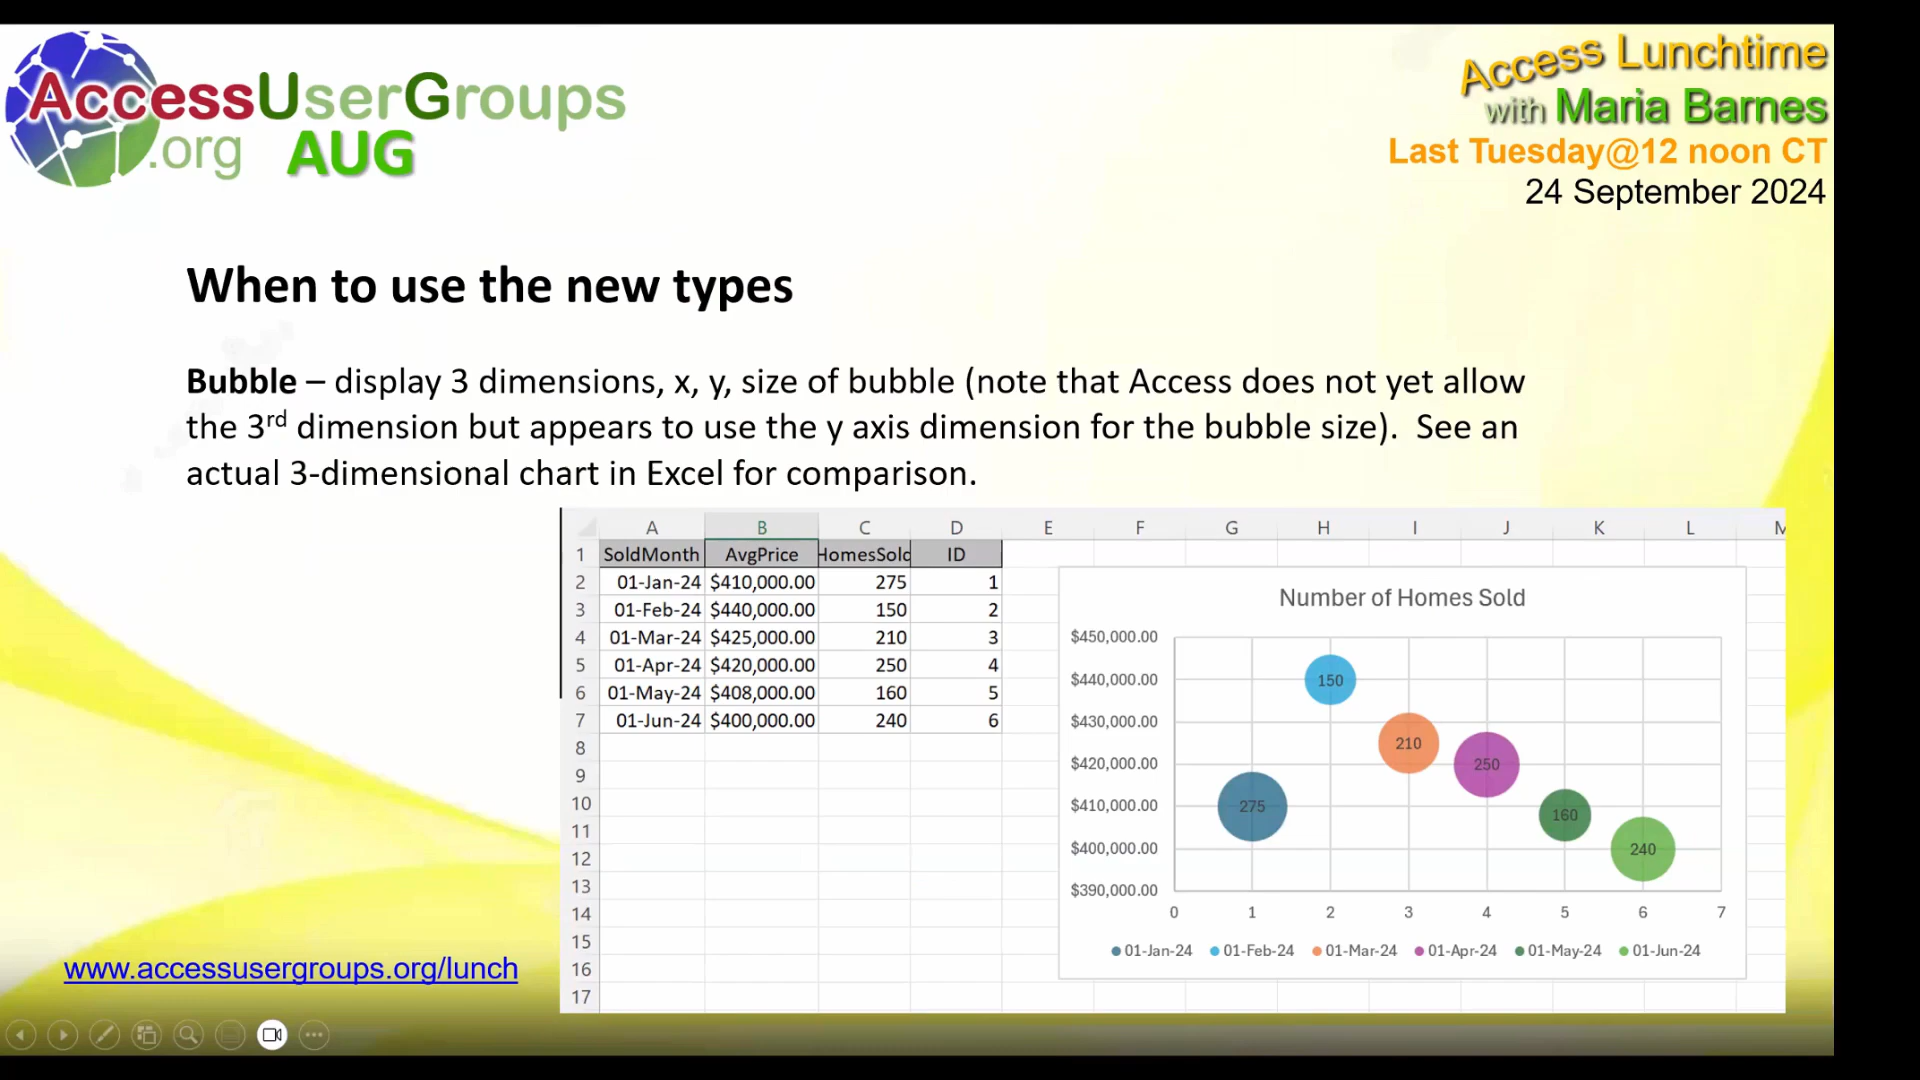 AccessUserGroups
.org AUG
Access Lunchtime
with Maria Barnes
Last Tuesday@12 noon CT
24 September 2024
When to use the new types
Bubble – display 3 dimensions, x, y, size of bubble (note that Access does not yet allow
the 3rd dimension but appears to use the y axis dimension for the bubble size).  See an
actual 3-dimensional chart in Excel for comparison.
A B C D E F G H I J K L M
1 SoldMonth AvgPrice HomesSold ID
2 01-Jan-24 $410,000.00 275 1
3 01-Feb-24 $440,000.00 150 2
4 01-Mar-24 $425,000.00 210 3
5 01-Apr-24 $420,000.00 250 4
6 01-May-24 $408,000.00 160 5
7 01-Jun-24 $400,000.00 240 6
8
9
10
11
12
13
14
15
16
17
Number of Homes Sold
$450,000.00
$440,000.00
$430,000.00
$420,000.00
$410,000.00
$400,000.00
$390,000.00
150
210
250
275
160
240
0 1 2 3 4 5 6 7
01-Jan-24 01-Feb-24 01-Mar-24 01-Apr-24 01-May-24 01-Jun-24
www.accessusergroups.org/lunch